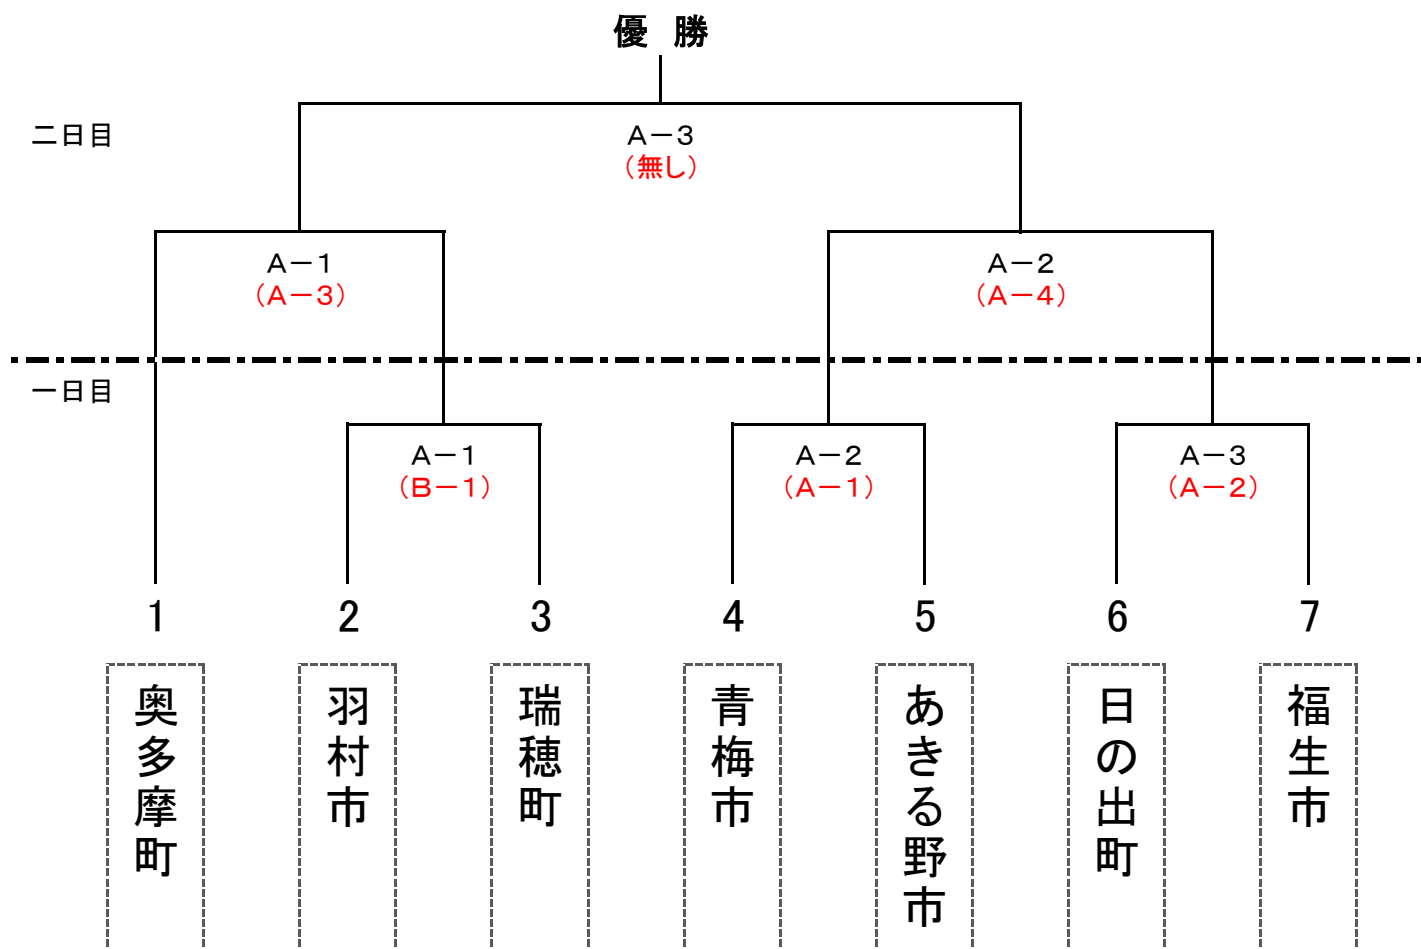 優　勝
二日目
Ａ－３
（無し）
Ａ－１
（Ａ－３）
Ａ－２
（Ａ－４）
一日目
Ａ－１
（Ｂ－１）
Ａ－２
（Ａ－１）
Ａ－３
（Ａ－２）
1
2
3
4
5
6
7
奥多摩町
羽村市
瑞穂町
青梅市
あきる野市
日の出町
福生市